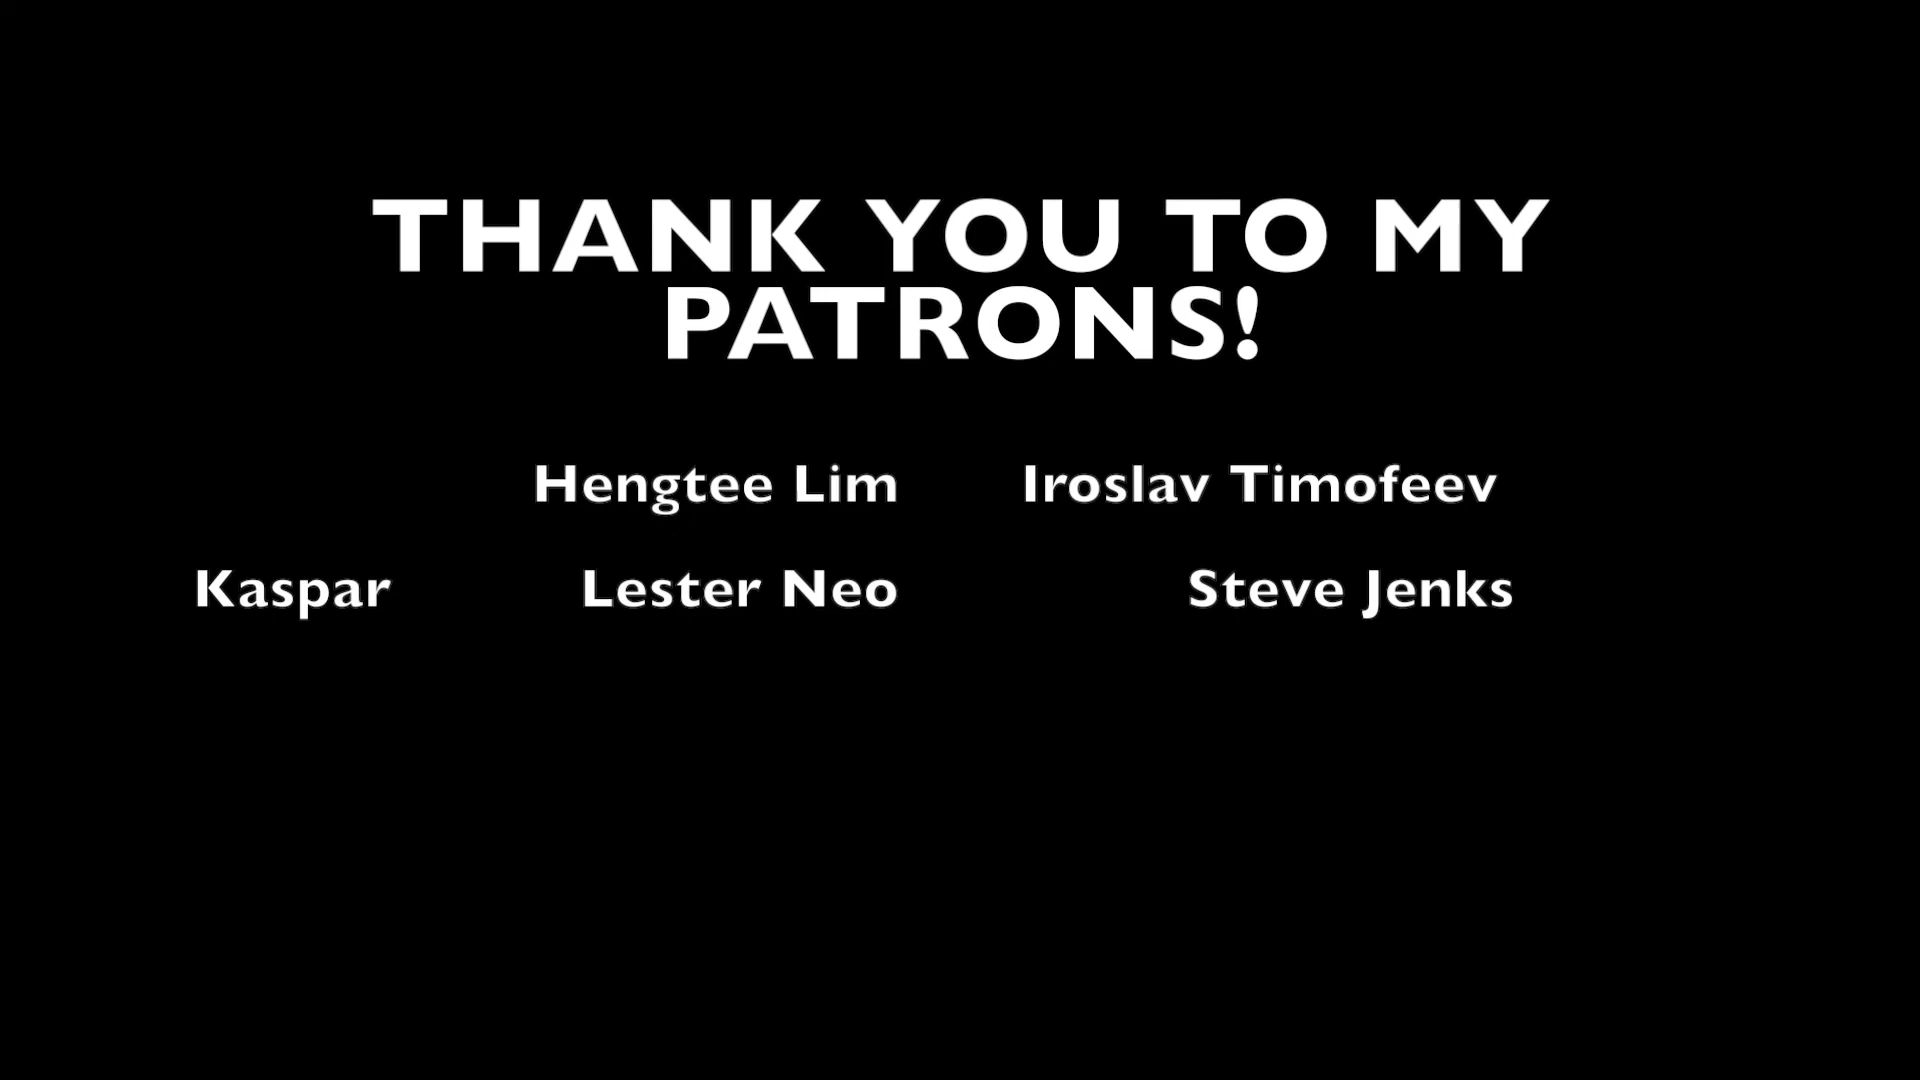 THANK YOU TO MY
PATRONS!
Hengtee Lim Iroslav Timofeev
Kaspar Lester Neo Steve Jenks